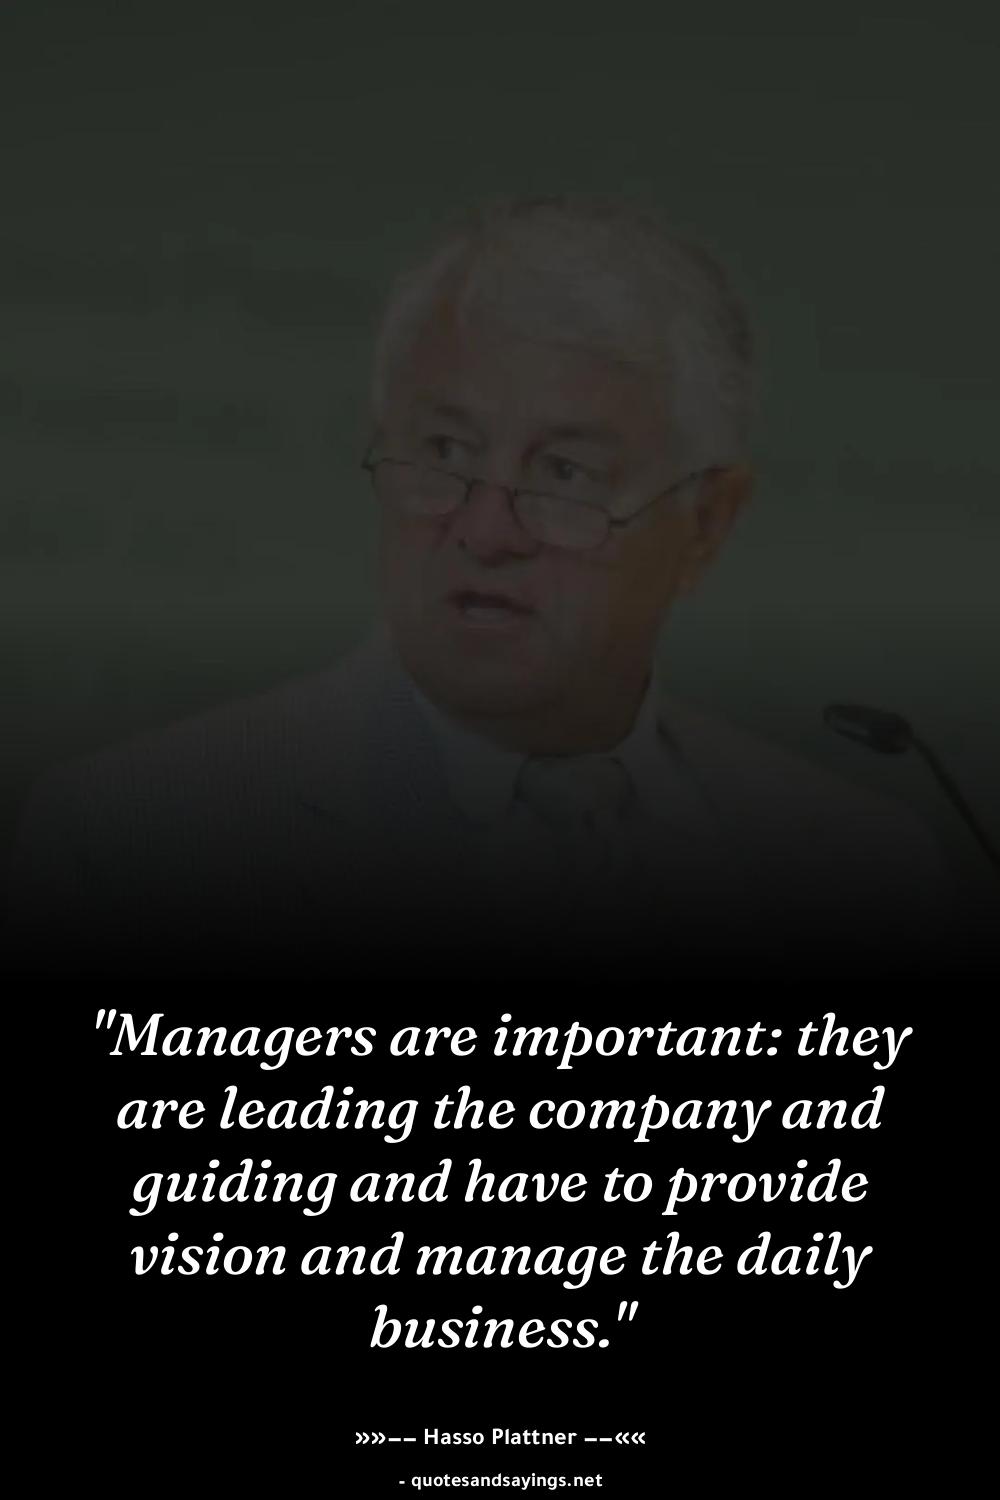 "Managers are important: they
are leading the company and
guiding and have to provide
vision and manage the daily
business."
»»–– Hasso Plattner ––««
- quotesandsayings.net